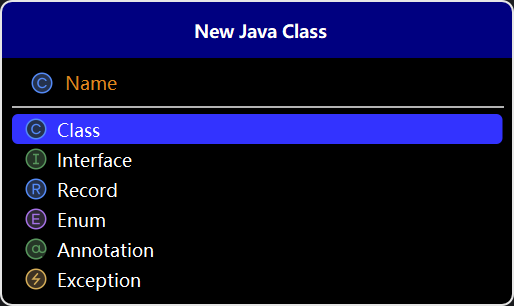 New Java Class
C Name
C Class
I Interface
R Record
E Enum
@ Annotation
Exception